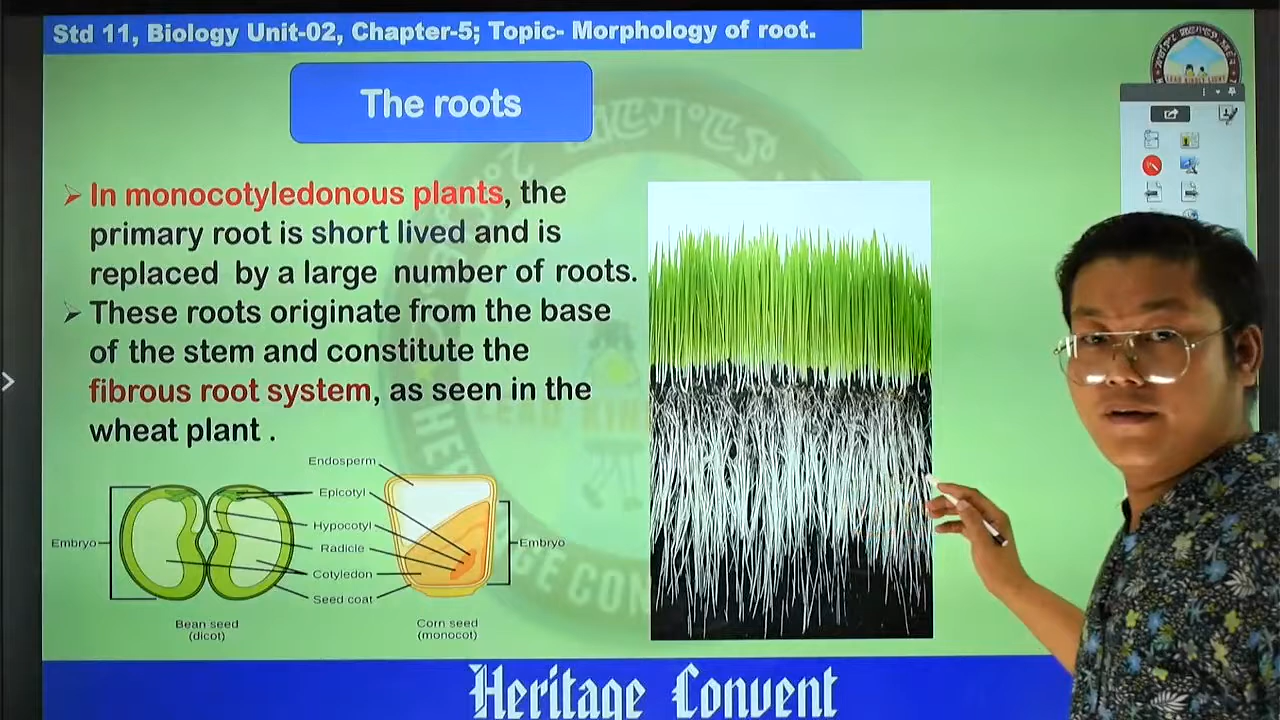 Std 11, Biology Unit-02, Chapter-5; Topic- Morphology of root.
The roots
LEAD KINDLY LIGHT
➢ In monocotyledonous plants, the
primary root is short lived and is
replaced by a large number of roots.
➢ These roots originate from the base
of the stem and constitute the
fibrous root system, as seen in the
wheat plant .
Endosperm
Epicotyl
Hypocotyl
Radicle
Cotyledon
Seed coat
Embryo
Embryo
Bean seed
(dicot)
Corn seed
(monocot)
Heritage Convent